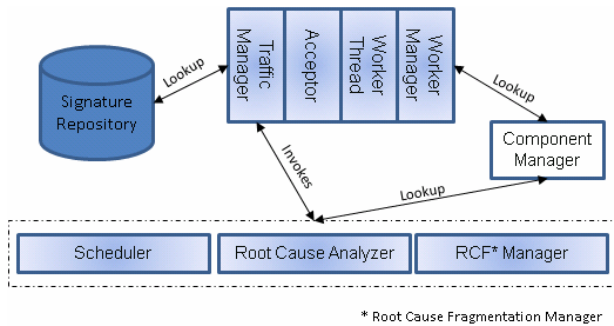 Signature
Repository
Lookup
Traffic
Manager
Acceptor
Worker
Thread
Worker
Manager
Lookup
Component
Manager
Invokes
Lookup
Scheduler
Root Cause Analyzer
RCF* Manager
* Root Cause Fragmentation Manager